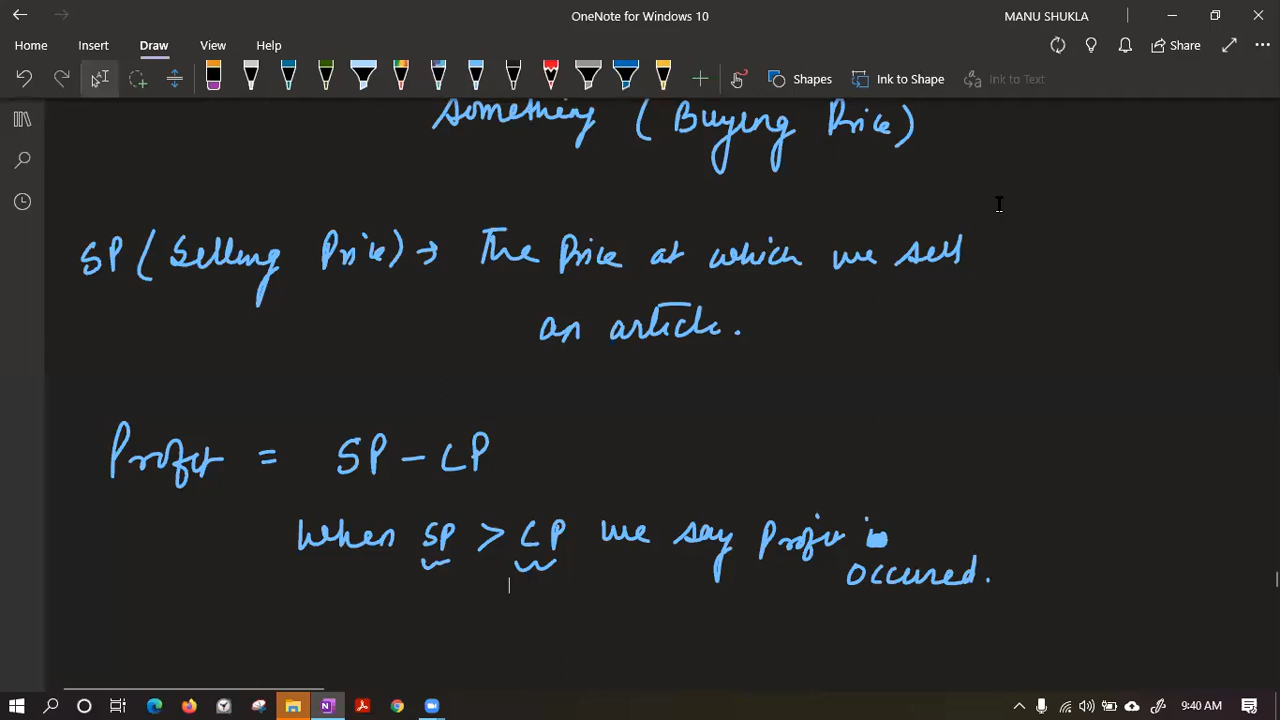 OneNote for Windows 10
MANU SHUKLA
Home Insert Draw View Help
Share
Shapes Ink to Shape Ink to Text
Something (Buying Price)
SP (Selling Price) → The Price at which we sell
an article.
Profit = SP - CP
When SP > CP we say Profit is
occured.
9:40 AM